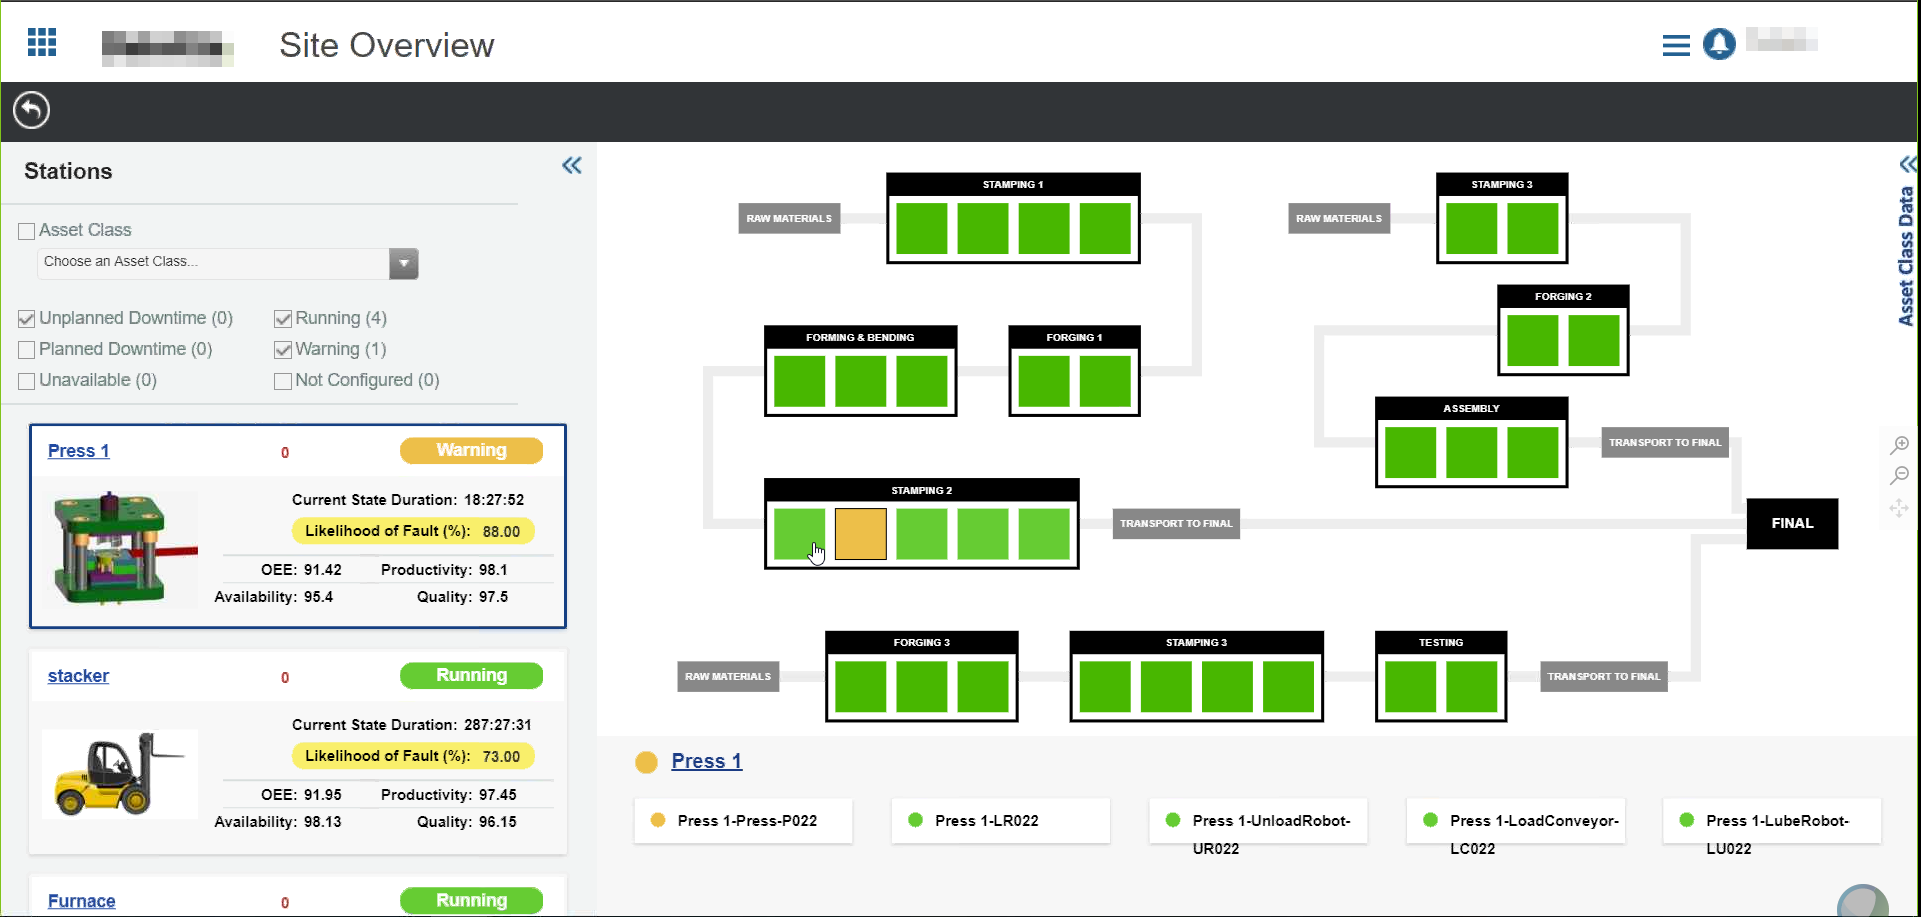 Site Overview
Stations
Asset Class
Choose an Asset Class...
Unplanned Downtime (0)
Running (4)
Planned Downtime (0)
Warning (1)
Unavailable (0)
Not Configured (0)
Press 1
0
Warning
Current State Duration: 18:27:52
Likelihood of Fault (%): 88.00
OEE: 91.42
Productivity: 98.1
Availability: 95.4
Quality: 97.5
stacker
0
Running
Current State Duration: 287:27:31
Likelihood of Fault (%): 73.00
OEE: 91.95
Productivity: 97.45
Availability: 98.13
Quality: 96.15
Furnace
0
Running
STAMPING 1
RAW MATERIALS
STAMPING 3
RAW MATERIALS
FORGING 2
FORMING & BENDING
FORGING 1
ASSEMBLY
TRANSPORT TO FINAL
STAMPING 2
TRANSPORT TO FINAL
FINAL
FORGING 3
STAMPING 3
TESTING
RAW MATERIALS
TRANSPORT TO FINAL
Asset Class Data
Press 1
Press 1-Press-P022
Press 1-LR022
Press 1-UnloadRobot-
UR022
Press 1-LoadConveyor-
LC022
Press 1-LubeRobot-
LU022